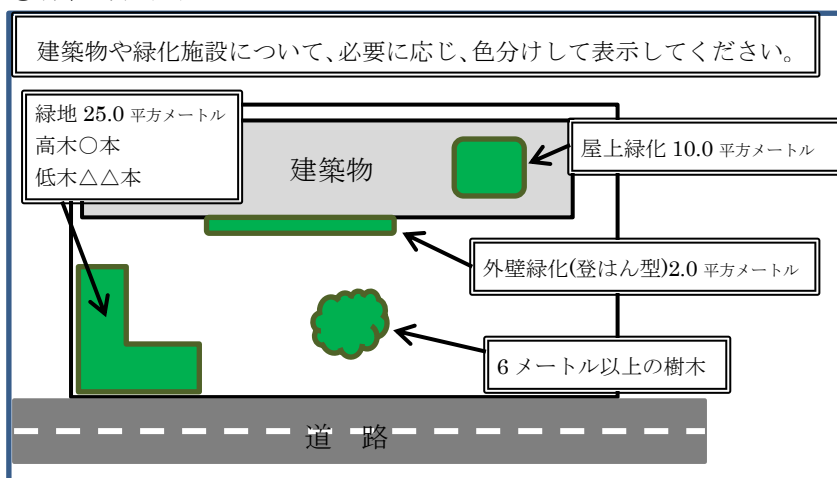 建築物や緑化施設について、必要に応じ、色分けして表示してください。
緑地 25.0 平方メートル
高木○本
低木△△本
建築物
屋上緑化 10.0 平方メートル
外壁緑化(登はん型)2.0 平方メートル
6 メートル以上の樹木
道 路